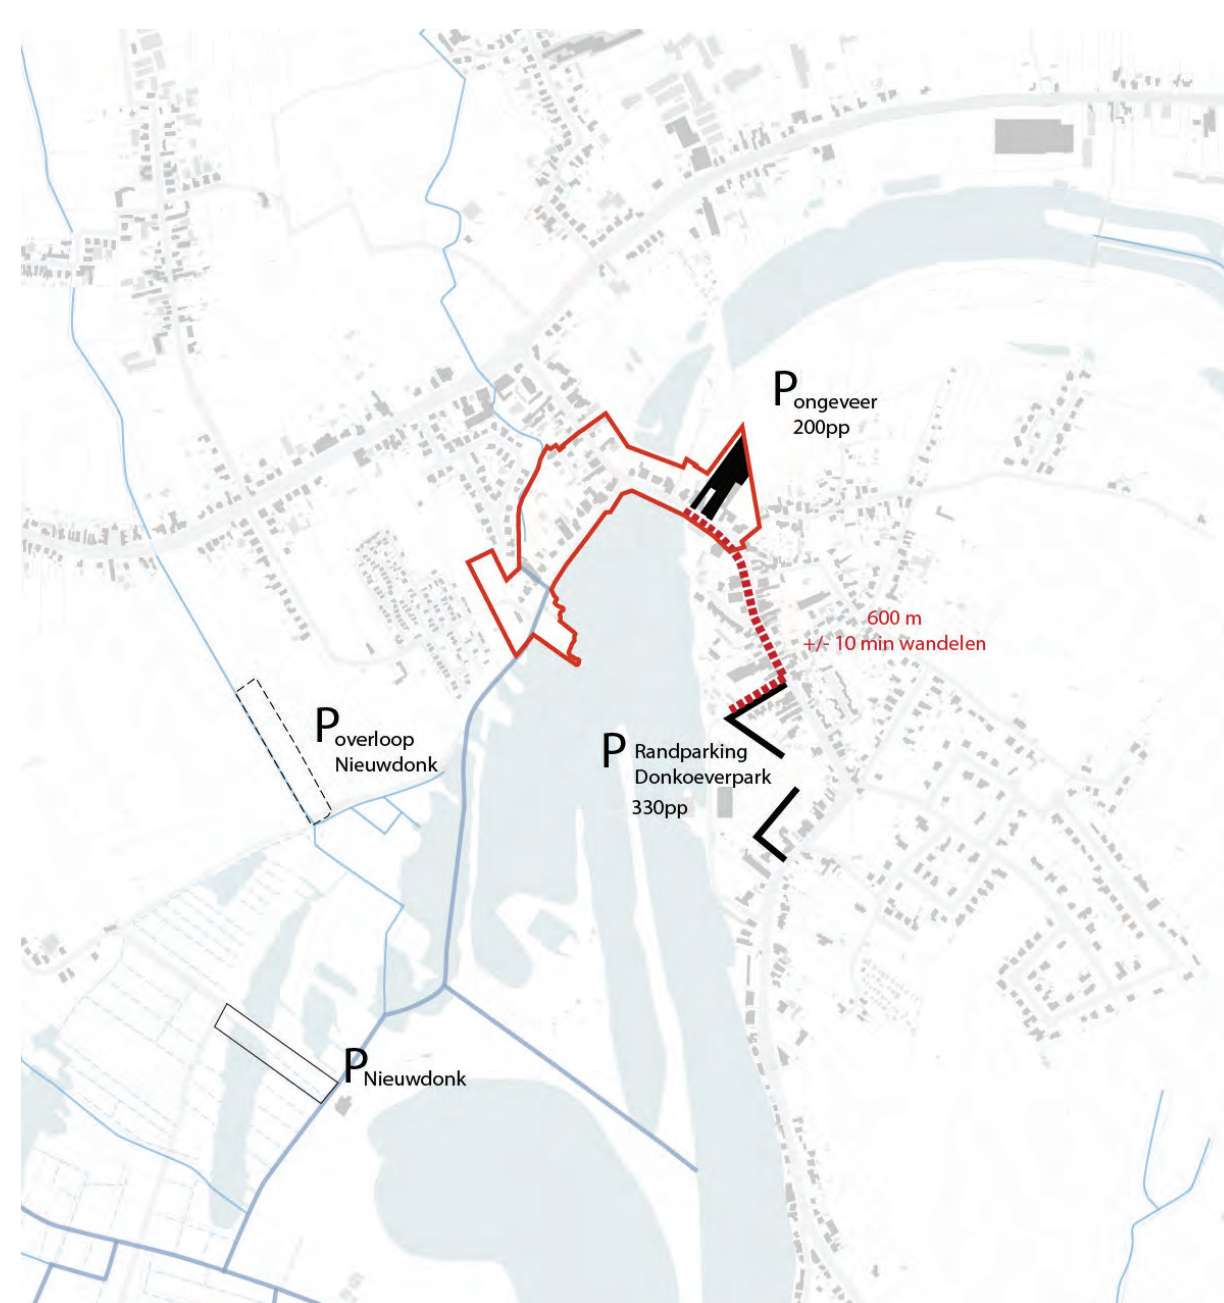 P ongeveer
200pp
600 m
+/- 10 min wandelen
P overloop
Nieuwdonk
P Randparking
Donkoeverpark
330pp
P Nieuwdonk